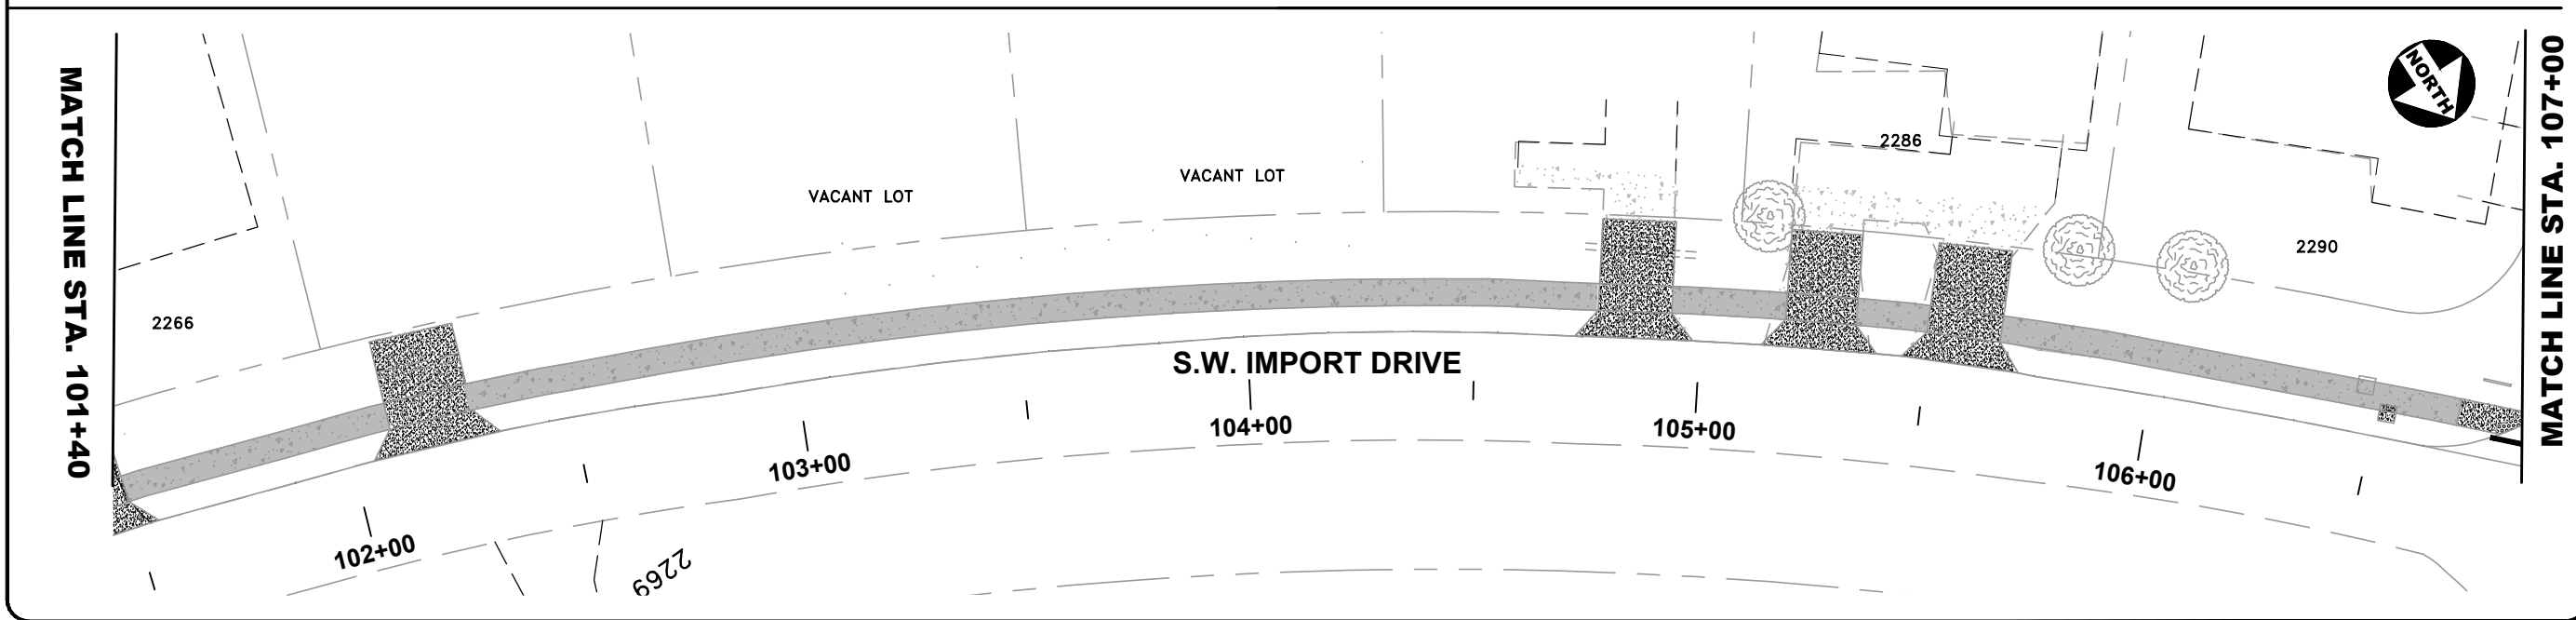 MATCH LINE STA. 101+40
2266
VACANT LOT
VACANT LOT
2286
2290
NORTH
MATCH LINE STA. 107+00
S.W. IMPORT DRIVE
102+00
103+00
104+00
105+00
106+00
2269